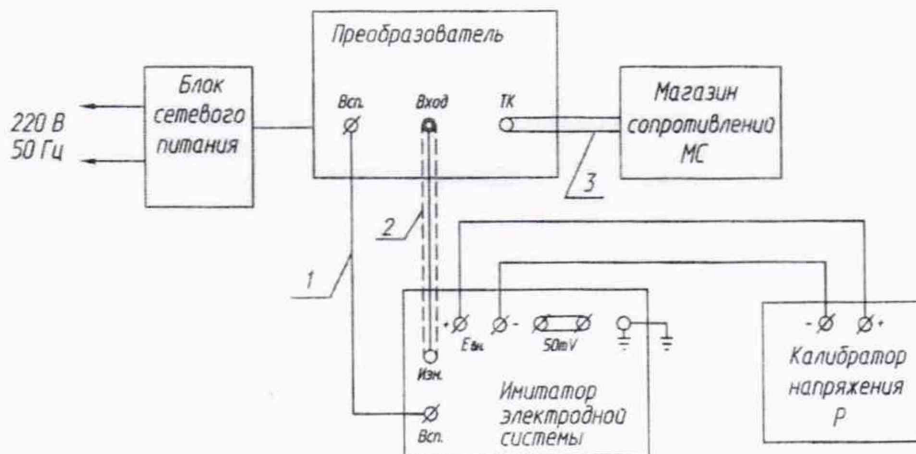 Преобразователь
Блок
сетевого
питания
220 В
50 Гц
Всп.
Вход
ТК
Магазин
сопротивлений
МС
3
2
1
+
Eвн.
-
50mV
Изм.
Всп.
Имитатор
электродной
системы
-
+
Калибратор
напряжения
Р